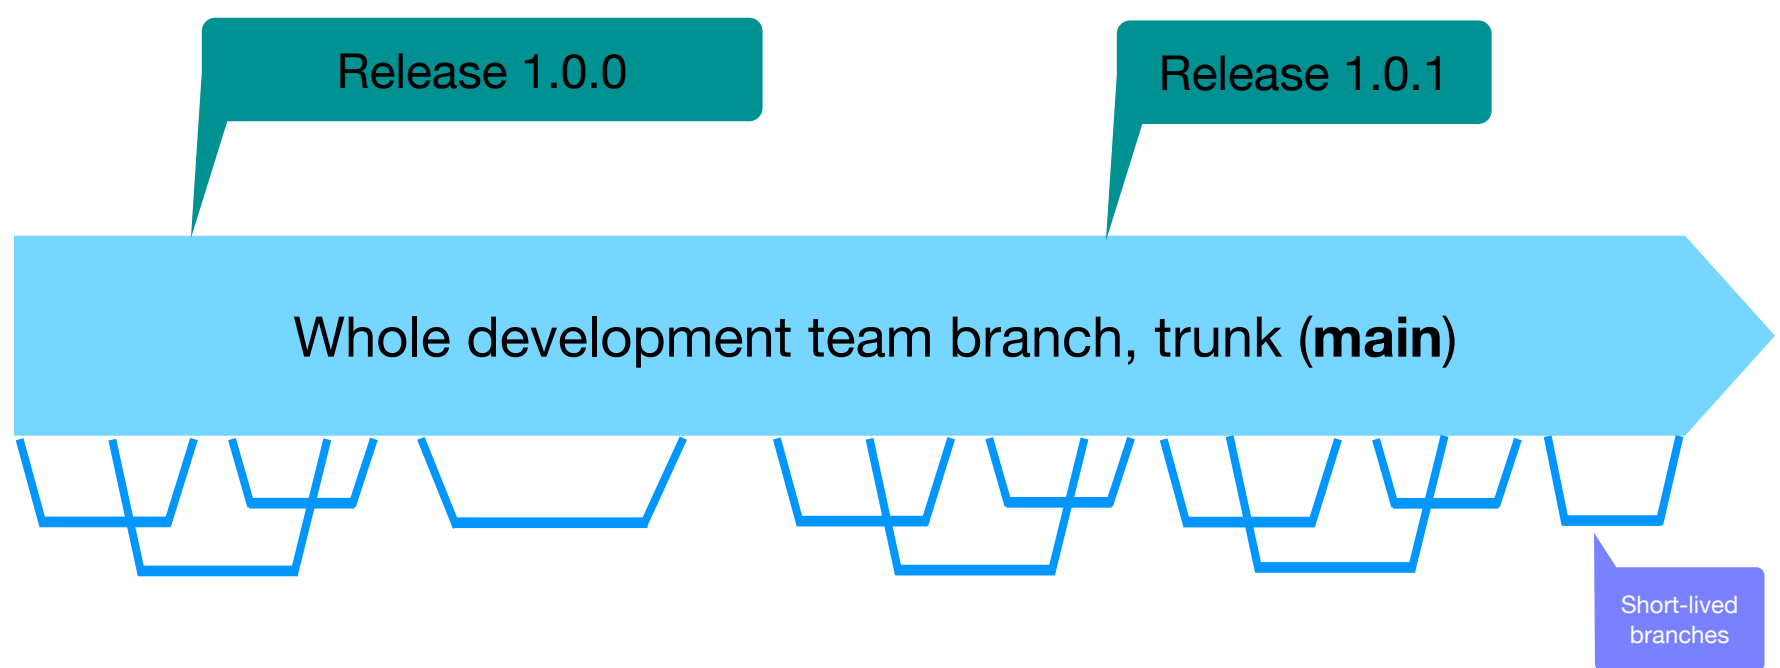 Release 1.0.0
Release 1.0.1
Whole development team branch, trunk (main)
Short-lived
branches